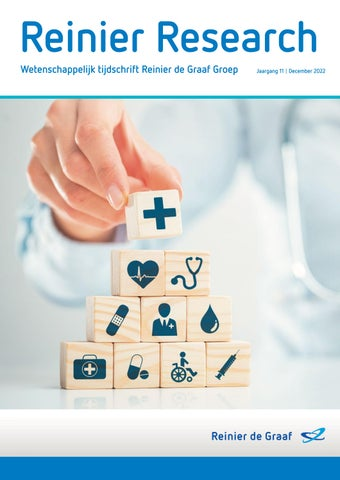 Reinier Research
Wetenschappelijk tijdschrift Reinier de Graaf Groep
Jaargang 11 | December 2022
Reinier de Graaf